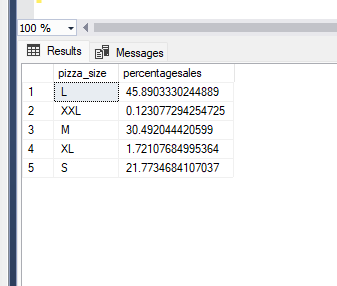 100 %
Results Messages
pizza_size percentagesales
1 L 45.8903330244889
2 XXL 0.123077294254725
3 M 30.492044420599
4 XL 1.72107684995364
5 S 21.7734684107037